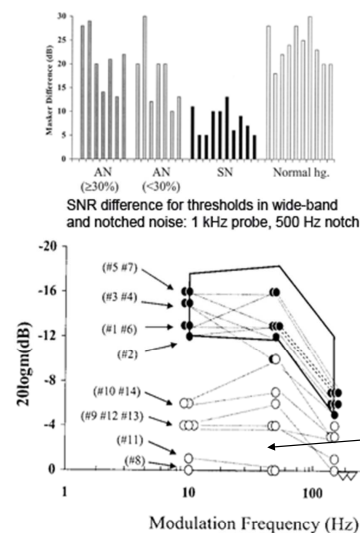 Masker Difference (dB)
30
25
20
15
10
5
0
AN AN SN Normal hg.
(≥30%) (<30%)
SNR difference for thresholds in wide-band
and notched noise: 1 kHz probe, 500 Hz notch
20logm(dB)
-20
-16
-12
-8
-4
0
(#5 #7)
(#3 #4)
(#1 #6)
(#2)
(#10 #14)
(#9 #12 #13)
(#11)
(#8)
1 10 100
Modulation Frequency (Hz)